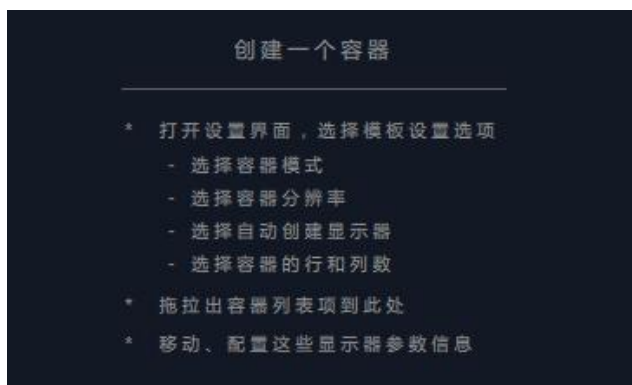 创建一个容器
* 打开设置界面，选择模板设置选项
- 选择容器模式
- 选择容器分辨率
- 选择自动创建显示器
- 选择容器的行和列数
* 拖拉出容器列表项到此处
* 移动、配置这些显示器参数信息